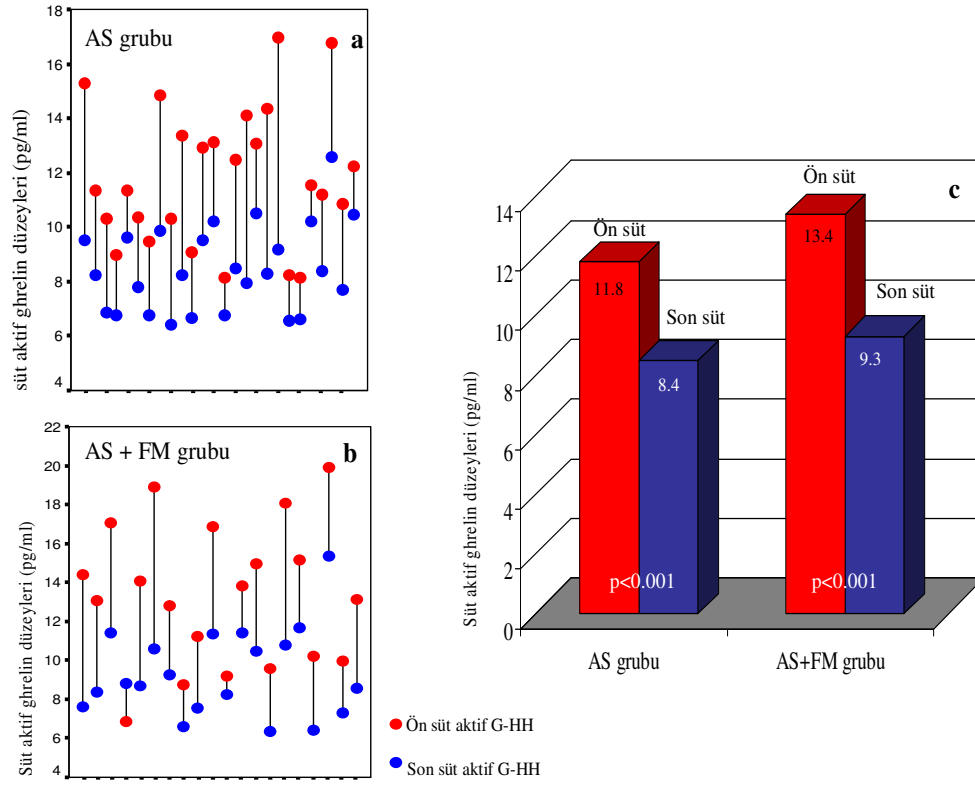 AS grubu
a
süt aktif ghrelin düzeyleri (pg/ml)
18
16
14
12
10
8
6
4
AS + FM grubu
b
Süt aktif ghrelin düzeyleri (pg/ml)
22
20
18
16
14
12
10
8
6
4
Ön süt aktif G-HH
Son süt aktif G-HH
c
Süt aktif ghrelin düzeyleri (pg/ml)
14
12
10
8
6
4
2
0
Ön süt
11.8
Son süt
8.4
p<0.001
Ön süt
13.4
Son süt
9.3
p<0.001
AS grubu
AS+FM grubu